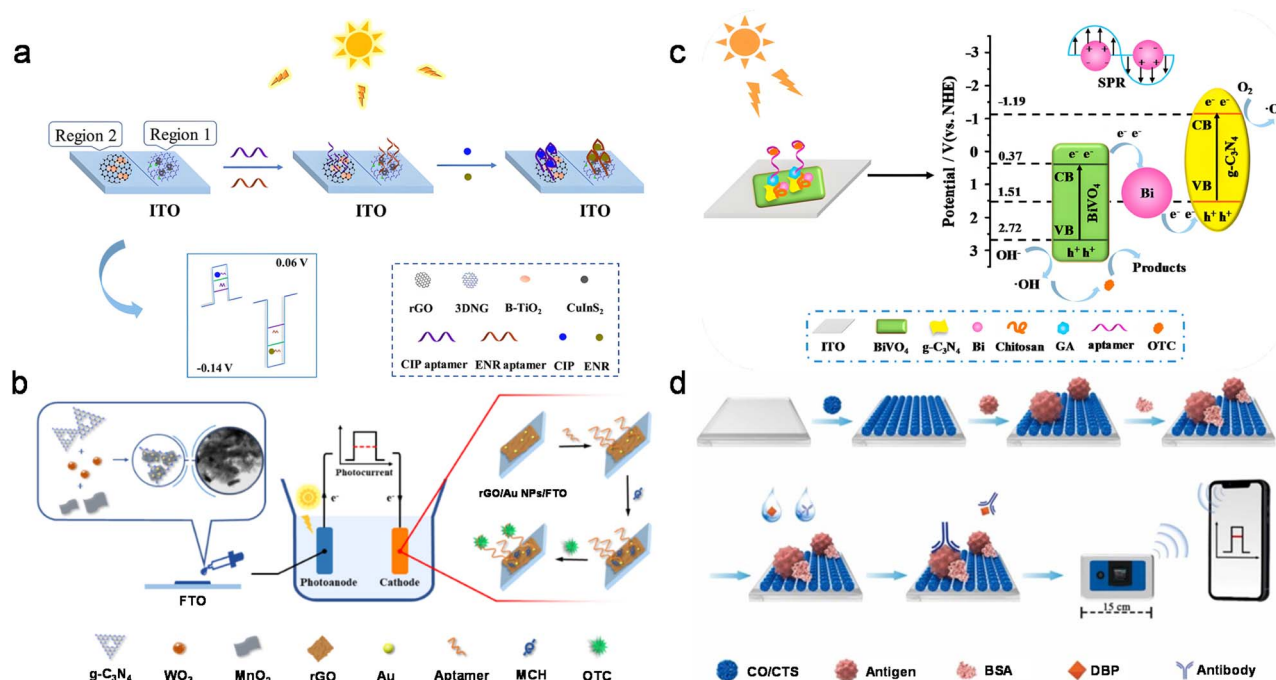 a
Region 2
Region 1
ITO
ITO
ITO
0.06 V
-0.14 V
rGO
3DNG
B-TiO₂
CuInS₂
CIP aptamer
ENR aptamer
CIP
ENR
b
FTO
Photocurrent
e⁻
e⁻
Photoanode
Cathode
rGO/Au NPs/FTO
MCH
OTC
g-C₃N₄
WO₃
MnO₂
rGO
Au
Aptamer
MCH
OTC
c
Potential / V(vs. NHE)
-3
-2
-1
0
1
2
3
-1.19
0.37
1.51
2.72
SPR
e⁻ e⁻
CB
VB
h⁺ h⁺
BiVO₄
e⁻ e⁻
Bi
e⁻ e⁻
e⁻ e⁻
CB
VB
h⁺ h⁺
g-C₃N₄
O₂
OH⁻
·OH
Products
ITO
BiVO₄
g-C₃N₄
Bi
Chitosan
GA
aptamer
OTC
d
15 cm
CO/CTS
Antigen
BSA
DBP
Antibody